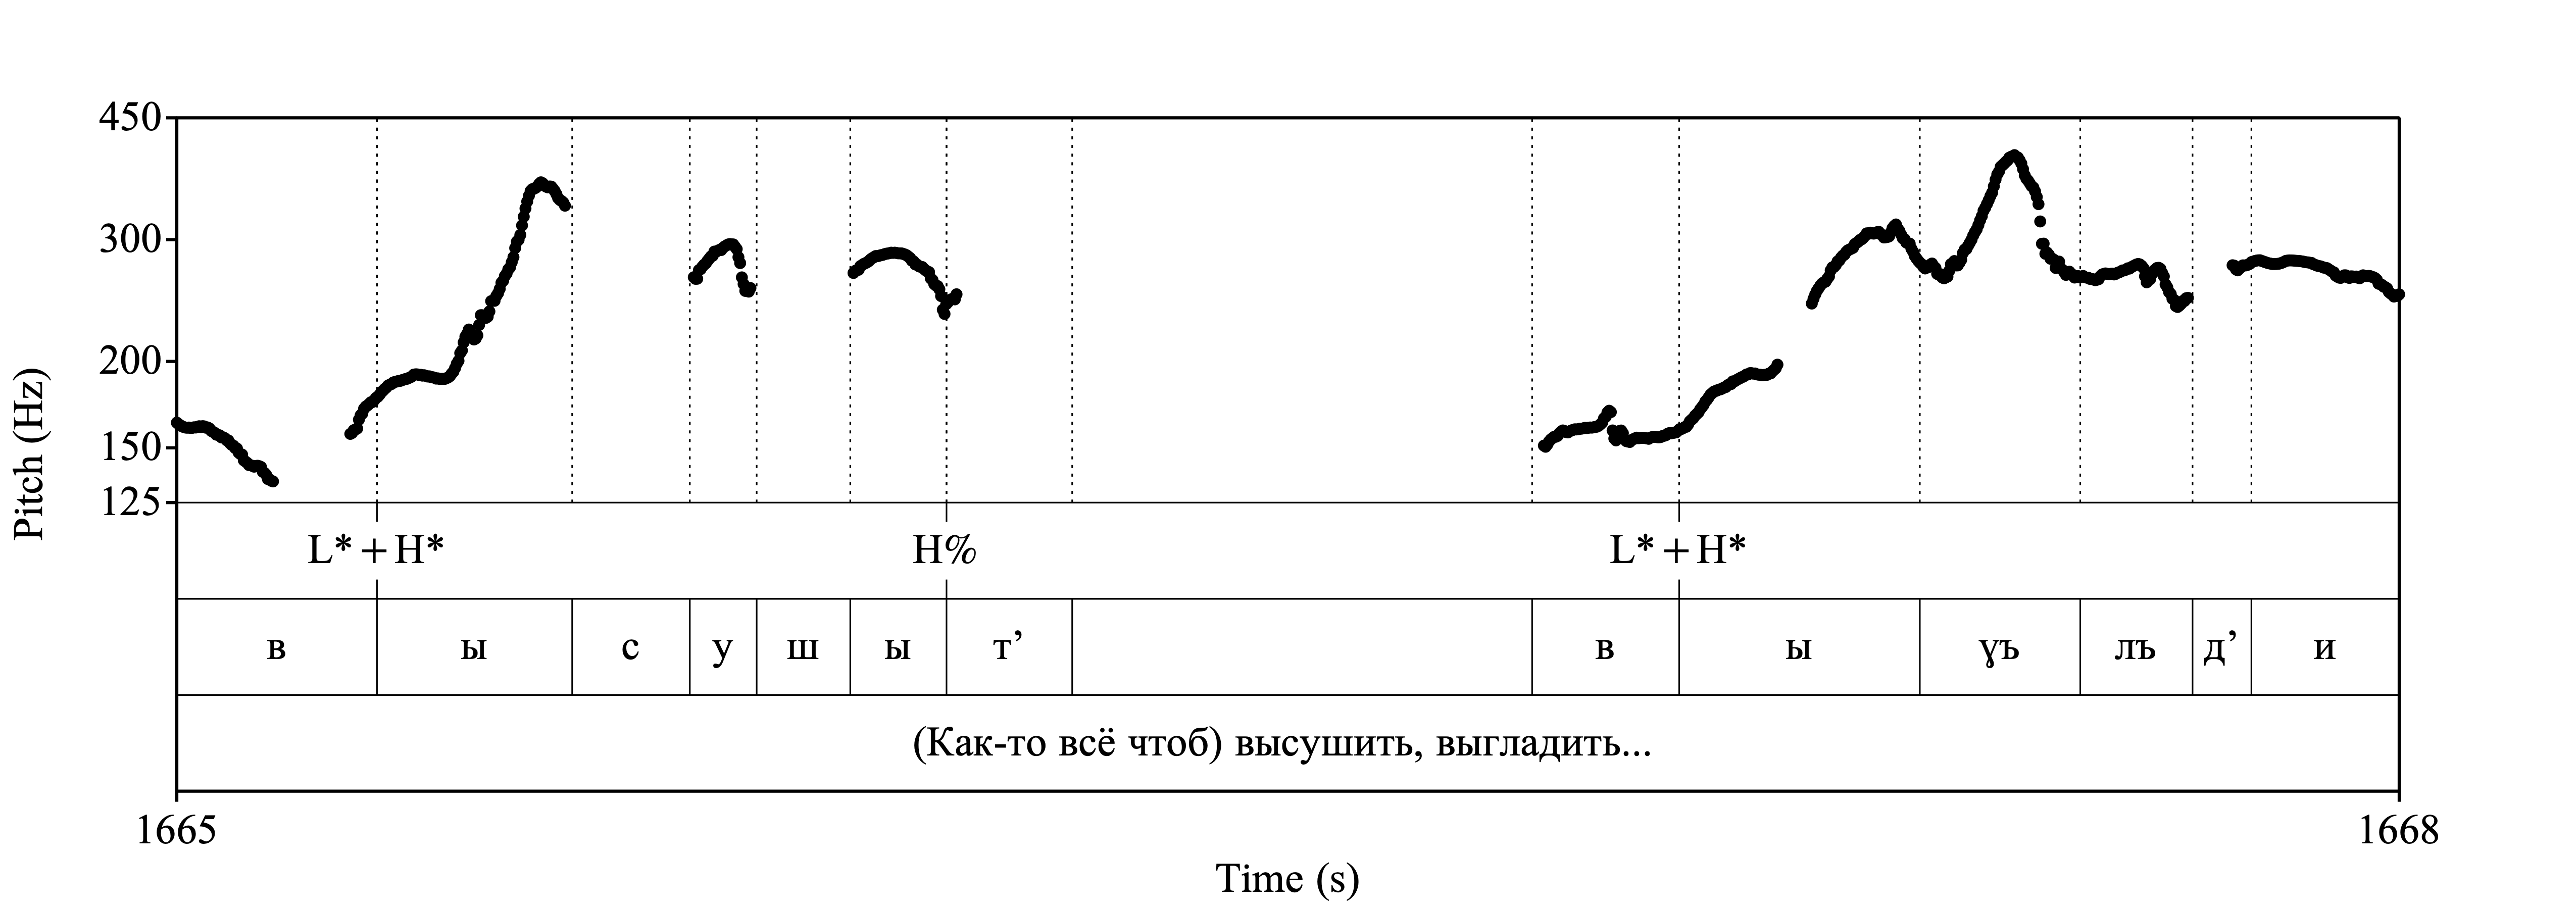 450
300
200
150
125
Pitch (Hz)
L* + H* H% L* + H*
в ы с у ш ы т’ в ы ɣъ лъ д’ и
(Как-то всё чтоб) высушить, выгладить...
1665 1668
Time (s)